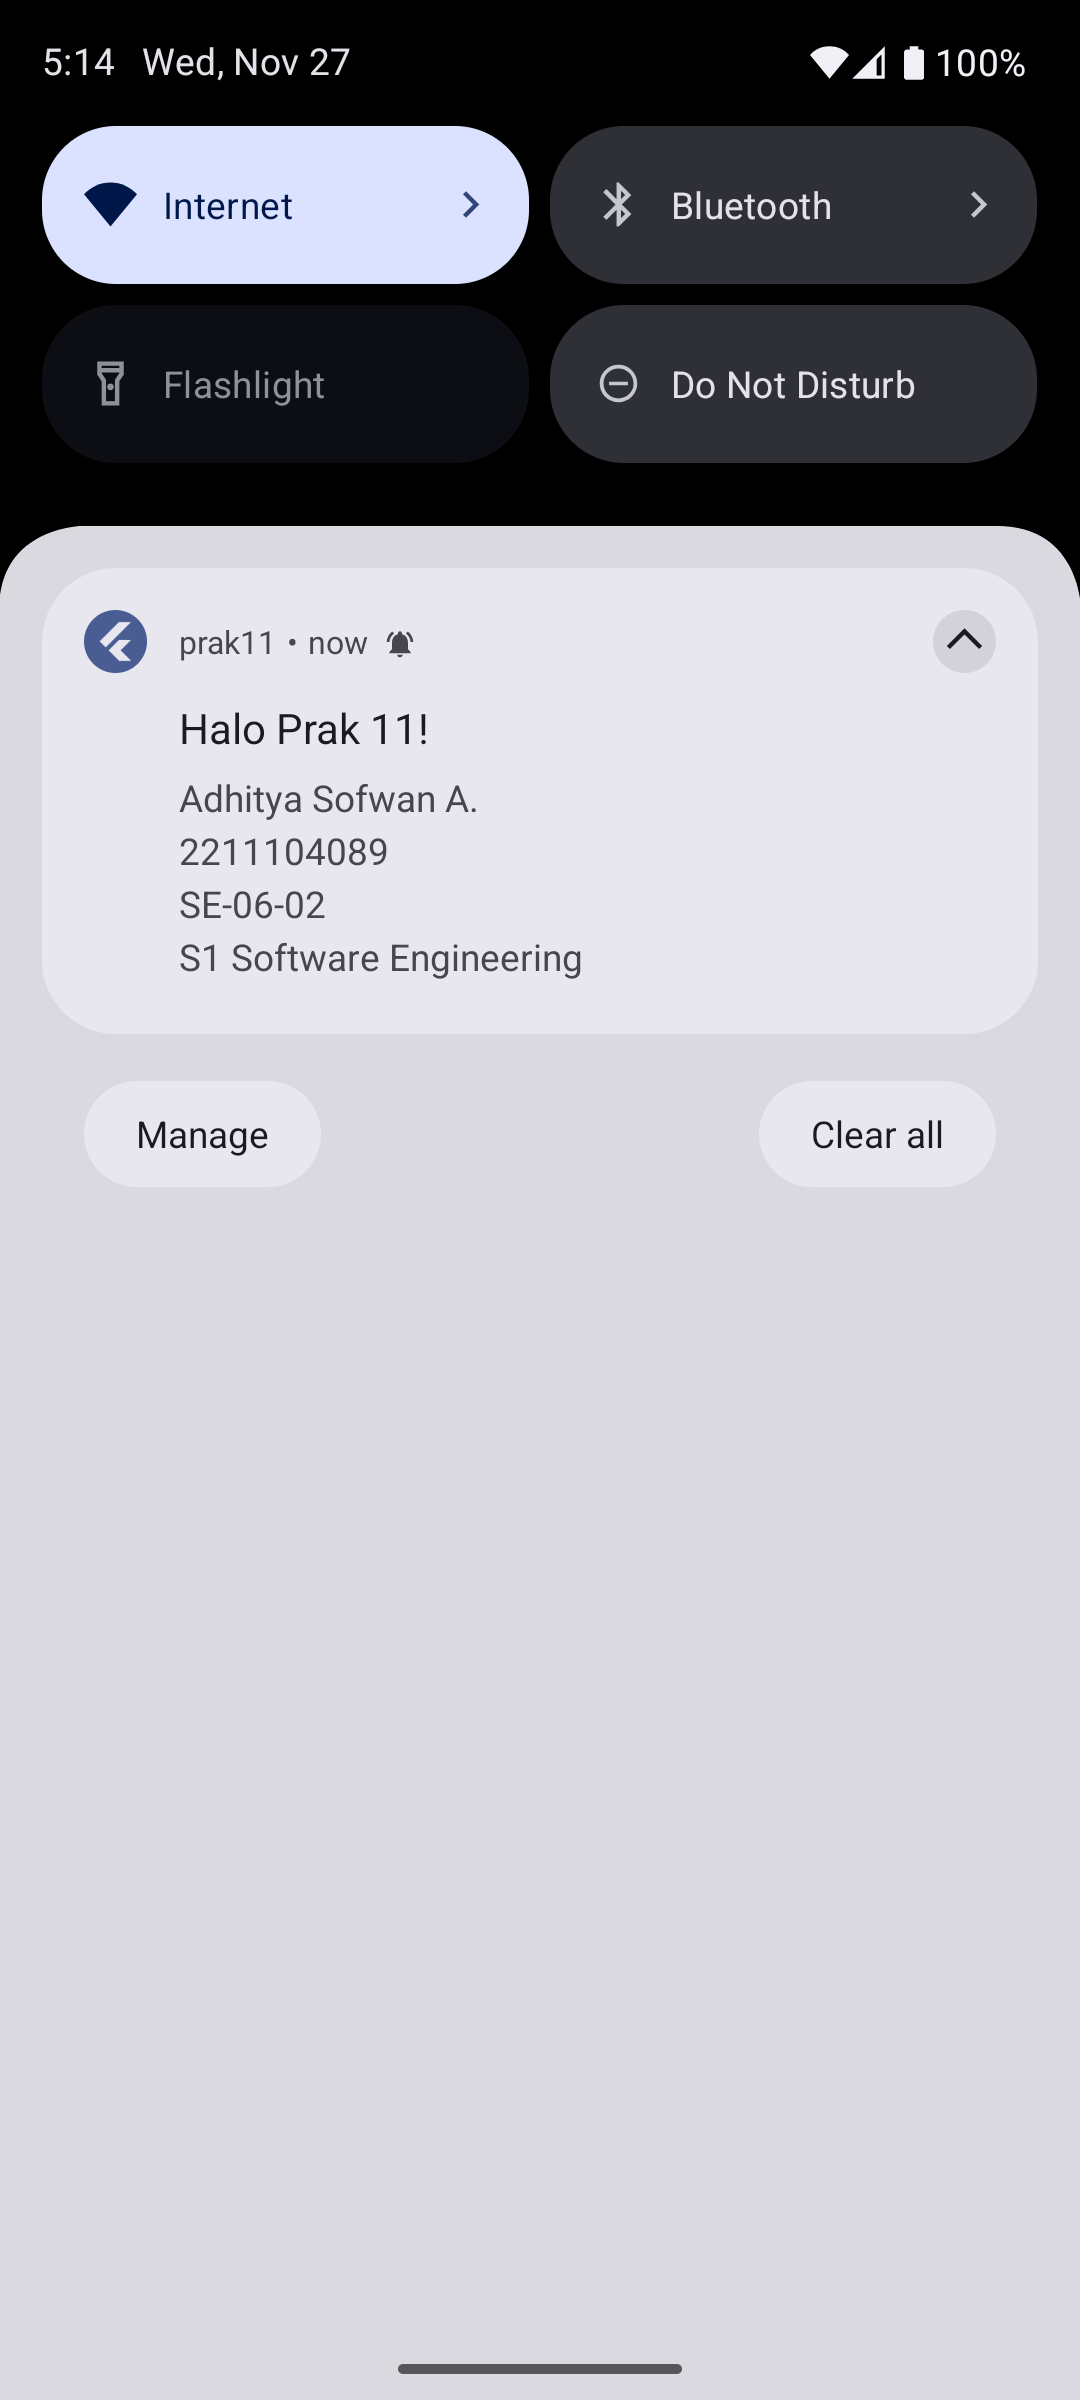 5:14 Wed, Nov 27 100%
Internet
Bluetooth
Flashlight
Do Not Disturb
prak11 • now
Halo Prak 11!
Adhitya Sofwan A.
2211104089
SE-06-02
S1 Software Engineering
Manage
Clear all